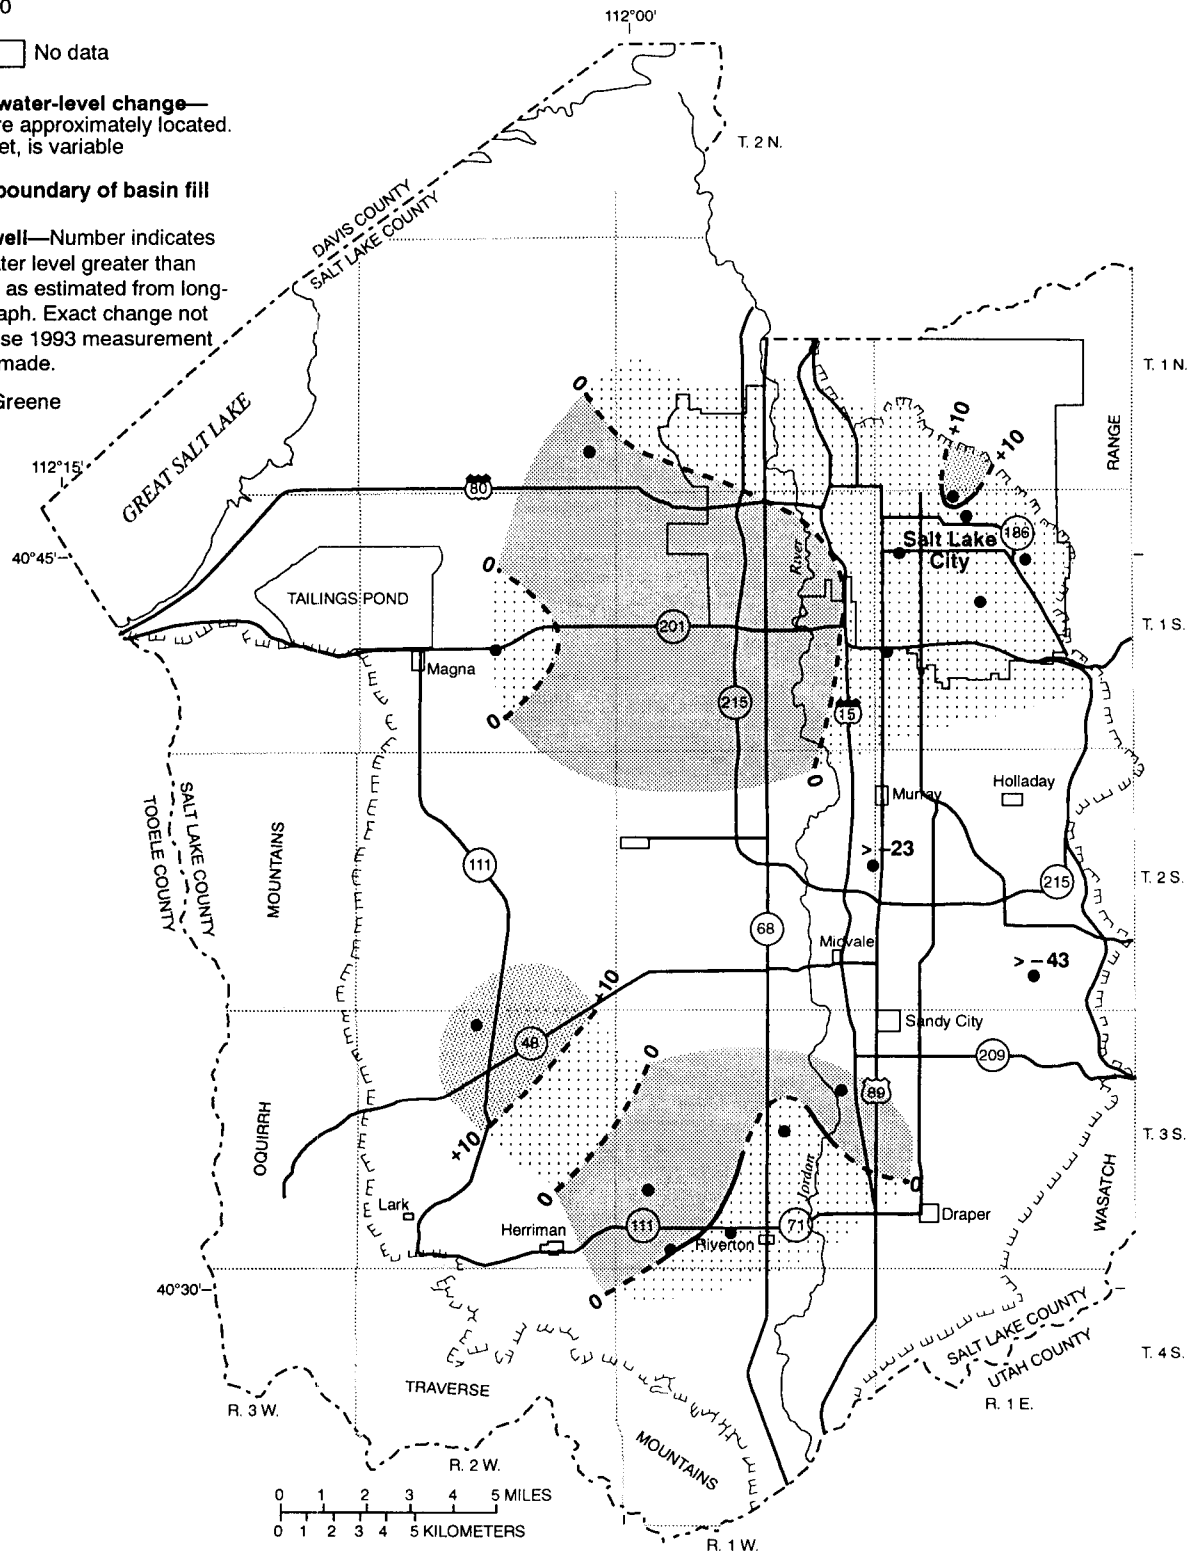 0
No data
water-level change—
re approximately located.
et, is variable
boundary of basin fill
vell—Number indicates
ter level greater than
as estimated from long-
aph. Exact change not
se 1993 measurement
made.
Greene
112°00'
T. 2 N.
DAVIS COUNTY
SALT LAKE COUNTY
T. 1 N.
RANGE
GREAT SALT LAKE
112°15'
40°45'
0
+10
+10
80
186
Salt Lake
City
River
0
TAILINGS POND
201
T. 1 S.
Magna
215
15
0
0
Murray
Holladay
SALT LAKE COUNTY
TOOELE COUNTY
MOUNTAINS
111
> -23
215
T. 2 S.
68
Midvale
> -43
+10
48
Sandy City
209
0
89
OQUIRRH
+10
T. 3 S.
WASATCH
Jordan
0
0
Lark
Herriman
111
71
Riverton
Draper
40°30'
0
SALT LAKE COUNTY
UTAH COUNTY
T. 4 S.
TRAVERSE
MOUNTAINS
R. 3 W.
R. 1 E.
R. 2 W.
R. 1 W.
0 1 2 3 4 5 MILES
0 1 2 3 4 5 KILOMETERS